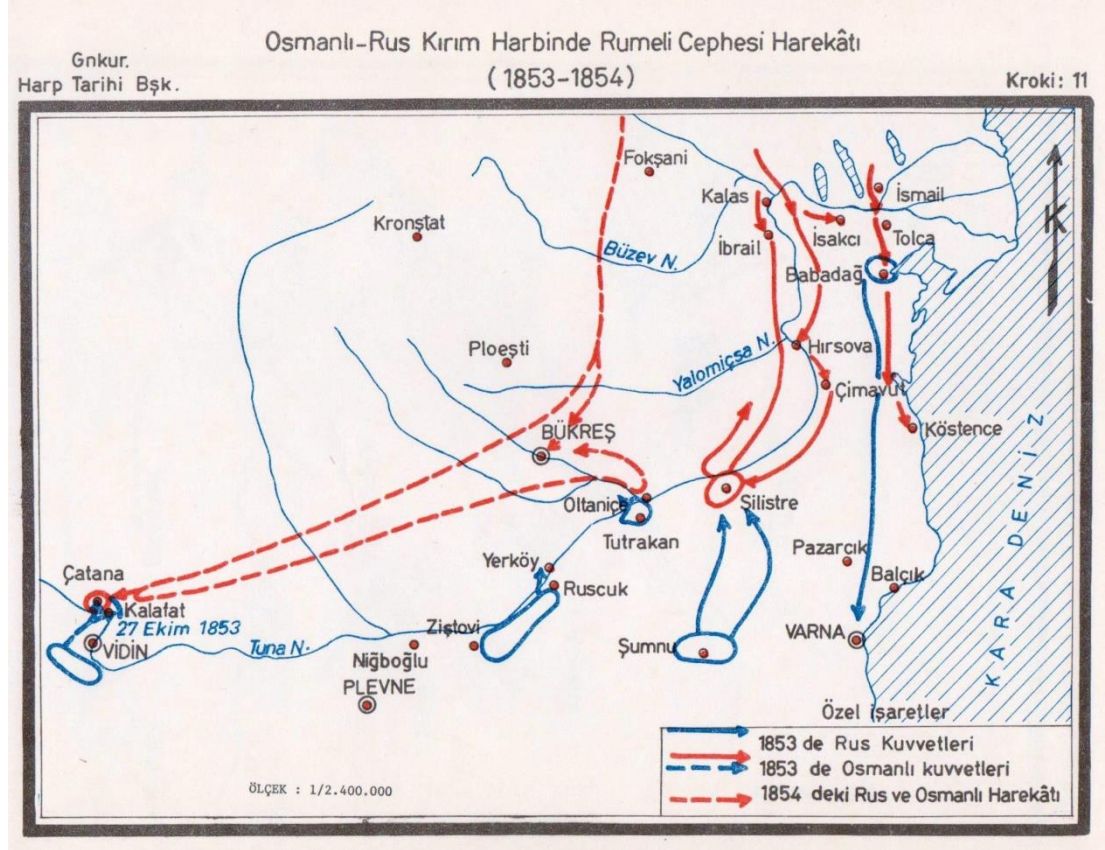 Osmanlı-Rus Kırım Harbinde Rumeli Cephesi Harekâtı
(1853-1854)
Gnkur.
Harp Tarihi Bşk.
Kroki: 11
Fokşani
Kalas
İsmail
K
Kronştat
İbrail
İsakcı
Tolca
Büzev N.
Babadağ
Ploeşti
Yalomiçsa N.
Hırsova
Çimavut
BÜKREŞ
Köstence
Oltaniçe
Silistre
Tutrakan
Yerköy
Pazarcık
Çatana
Ruscuk
Balçık
Kalafat
27 Ekim 1853
Ziştovi
VİDİN
Tuna N.
Niğboğlu
Şumnu
VARNA
KARA DENİZ
PLEVNE
Özel işaretler
1853 de Rus Kuvvetleri
1853 de Osmanlı kuvvetleri
1854 deki Rus ve Osmanlı Harekâtı
ÖLÇEK : 1/2.400.000